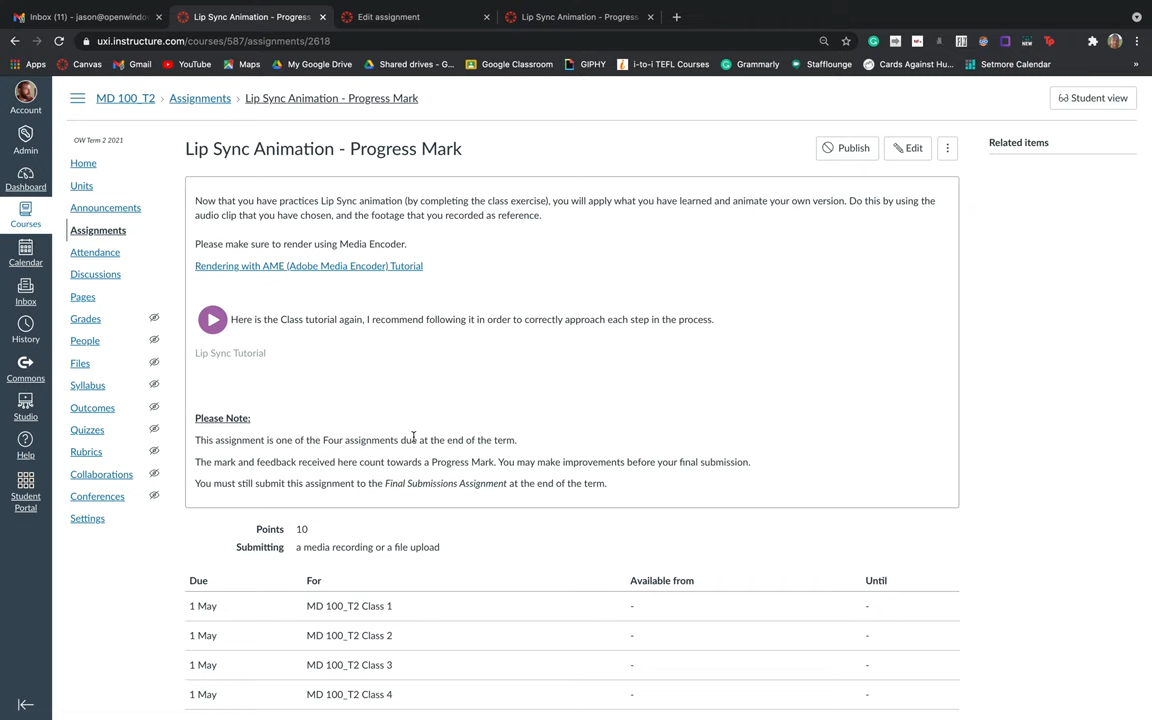 Inbox (11) - jason@openwindo
Lip Sync Animation - Progress
Edit assignment
Lip Sync Animation - Progress
uxi.instructure.com/courses/587/assignments/2618
Apps
Canvas
Gmail
YouTube
Maps
My Google Drive
Shared drives - G...
Google Classroom
GIPHY
i-to-i TEFL Courses
Grammarly
Stafflounge
Cards Against Hu...
Setmore Calendar
»
Account
Admin
Dashboard
Courses
Calendar
Inbox
History
Commons
Studio
Help
Student
Portal
MD 100_T2 › Assignments › Lip Sync Animation - Progress Mark
Student view
OW Term 2 2021
Home
Units
Announcements
Assignments
Attendance
Discussions
Pages
Grades
People
Files
Syllabus
Outcomes
Quizzes
Rubrics
Collaborations
Conferences
Settings
Lip Sync Animation - Progress Mark
Publish
Edit
Related items
Now that you have practices Lip Sync animation (by completing the class exercise), you will apply what you have learned and animate your own version. Do this by using the
audio clip that you have chosen, and the footage that you recorded as reference.
Please make sure to render using Media Encoder.
Rendering with AME (Adobe Media Encoder) Tutorial
Here is the Class tutorial again, I recommend following it in order to correctly approach each step in the process.
Lip Sync Tutorial
Please Note:
This assignment is one of the Four assignments due at the end of the term.
The mark and feedback received here count towards a Progress Mark. You may make improvements before your final submission.
You must still submit this assignment to the Final Submissions Assignment at the end of the term.
Points 10
Submitting a media recording or a file upload
Due For Available from Until
1 May MD 100_T2 Class 1 - -
1 May MD 100_T2 Class 2 - -
1 May MD 100_T2 Class 3 - -
1 May MD 100_T2 Class 4 - -